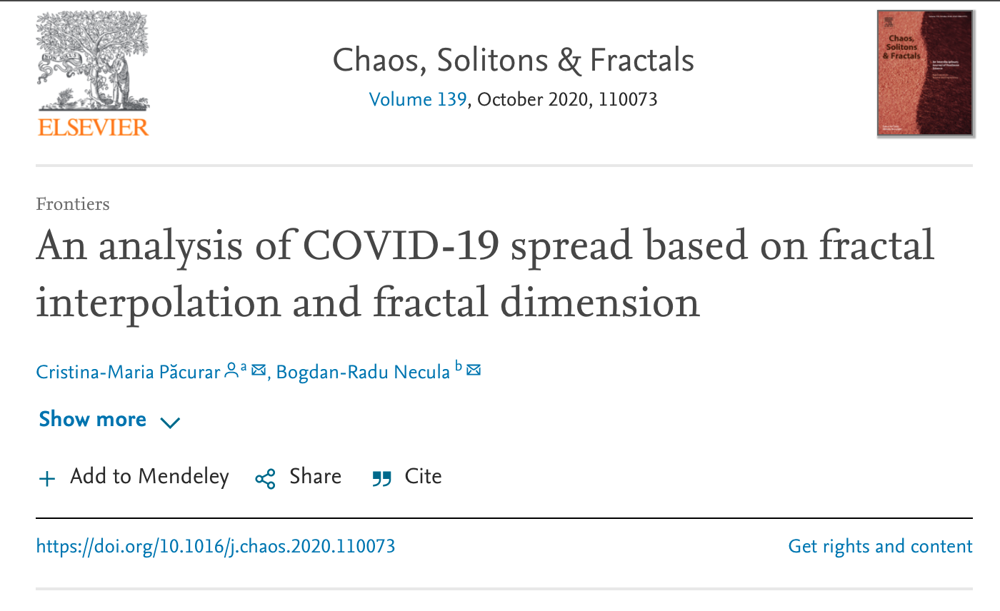 ELSEVIER
Chaos, Solitons & Fractals
Volume 139, October 2020, 110073
Chaos,
Solitons
& Fractals
Frontiers
An analysis of COVID-19 spread based on fractal
interpolation and fractal dimension
Cristina-Maria Păcurar a, Bogdan-Radu Necula b
Show more
Add to Mendeley Share Cite
https://doi.org/10.1016/j.chaos.2020.110073 Get rights and content